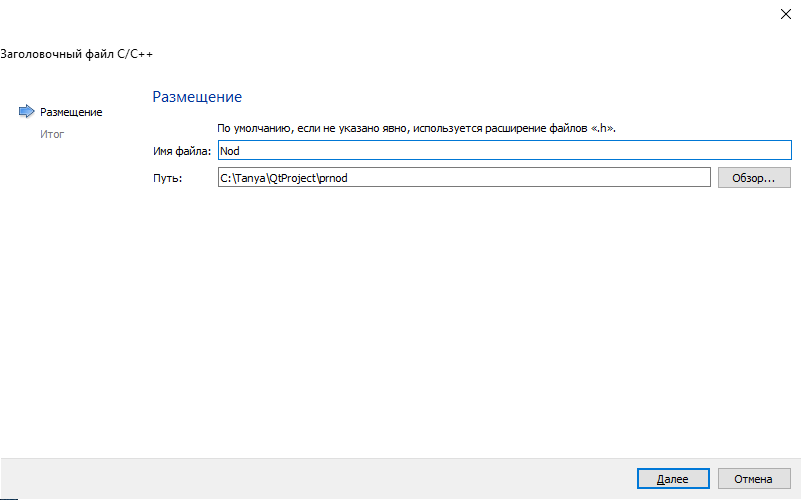 Заголовочный файл C/C++
Размещение
Итог
Размещение
По умолчанию, если не указано явно, используется расширение файлов «.h».
Имя файла: Nod
Путь: C:\Tanya\QtProject\prnod Обзор...
Далее Отмена